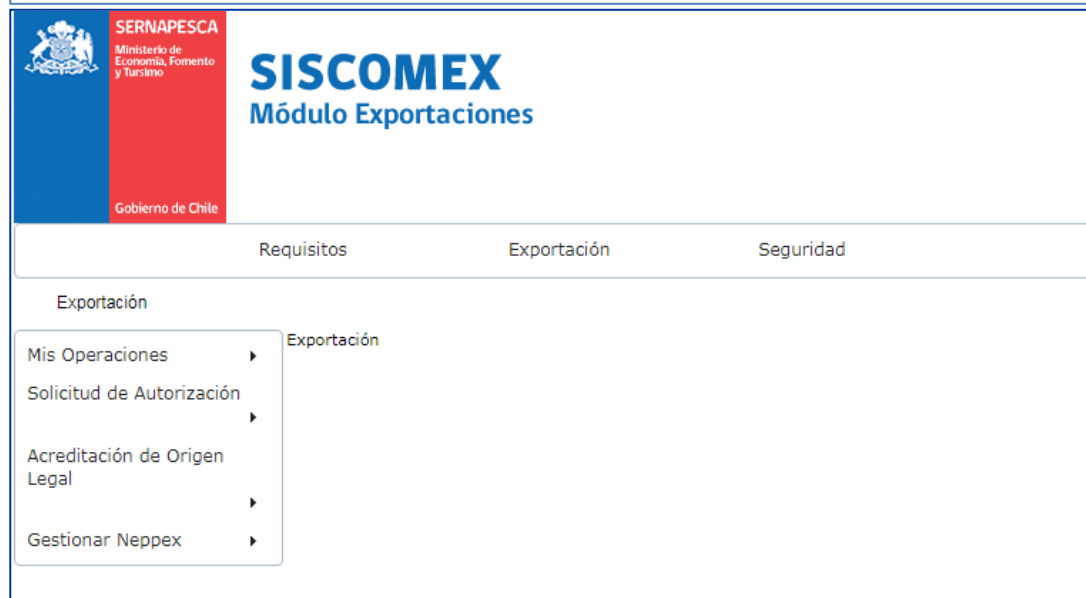 SERNAPESCA
Ministerio de
Economía, Fomento
y Tursimo
Gobierno de Chile
SISCOMEX
Módulo Exportaciones
Requisitos Exportación Seguridad
Exportación
Mis Operaciones
Solicitud de Autorización
Acreditación de Origen
Legal
Gestionar Neppex
Exportación